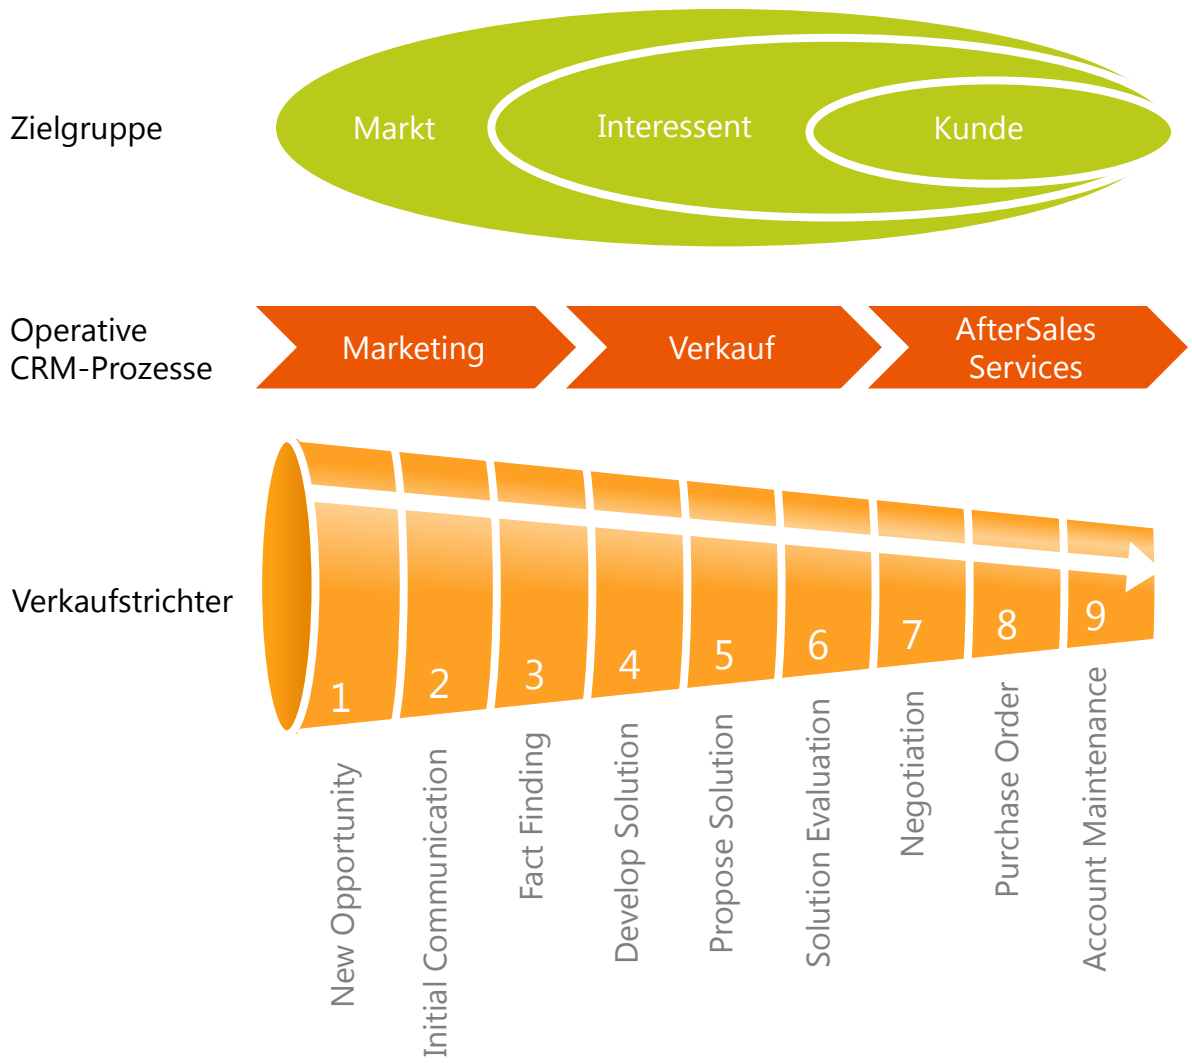 Zielgruppe
Markt
Interessent
Kunde
Operative
CRM-Prozesse
Marketing
Verkauf
AfterSales
Services
Verkaufstrichter
1
2
3
4
5
6
7
8
9
New Opportunity
Initial Communication
Fact Finding
Develop Solution
Propose Solution
Solution Evaluation
Negotiation
Purchase Order
Account Maintenance